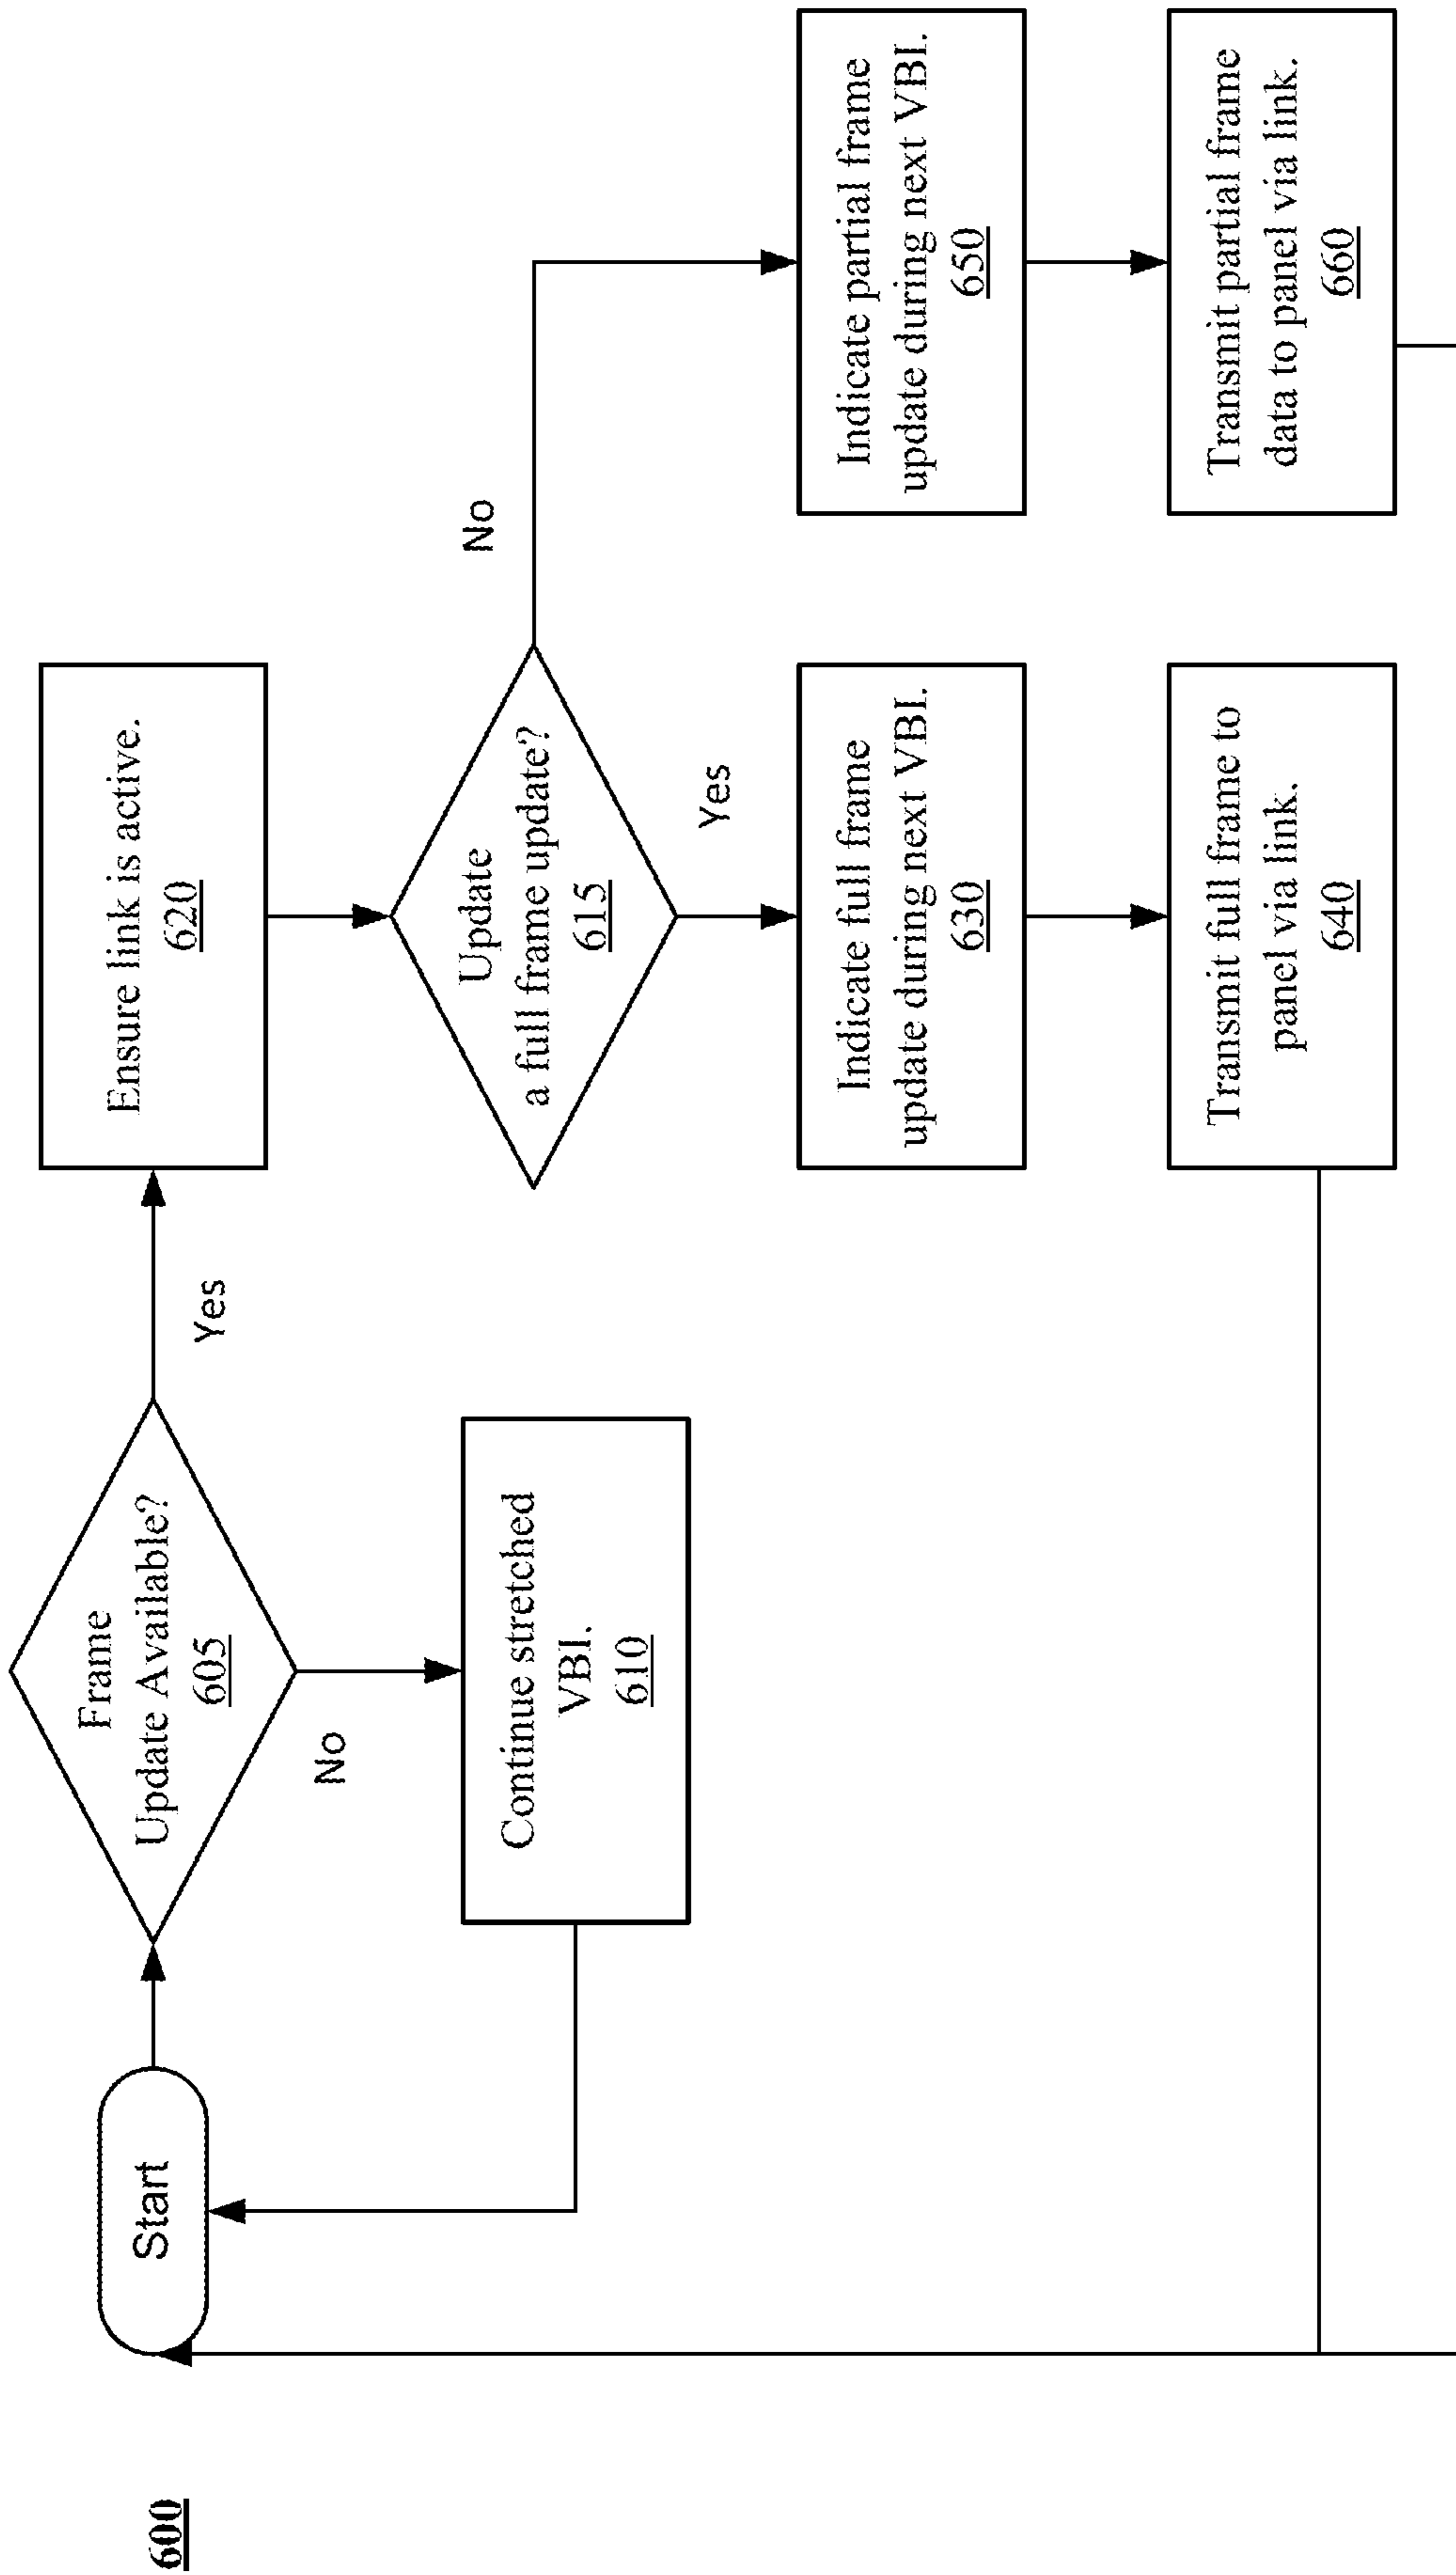 600
Start
Frame
Update Available?
605
Yes
No
Continue stretched
VBI.
610
Ensure link is active.
620
Update
a full frame update?
615
No
Yes
Indicate full frame
update during next VBI.
630
Transmit full frame to
panel via link.
640
Indicate partial frame
update during next VBI.
650
Transmit partial frame
data to panel via link.
660